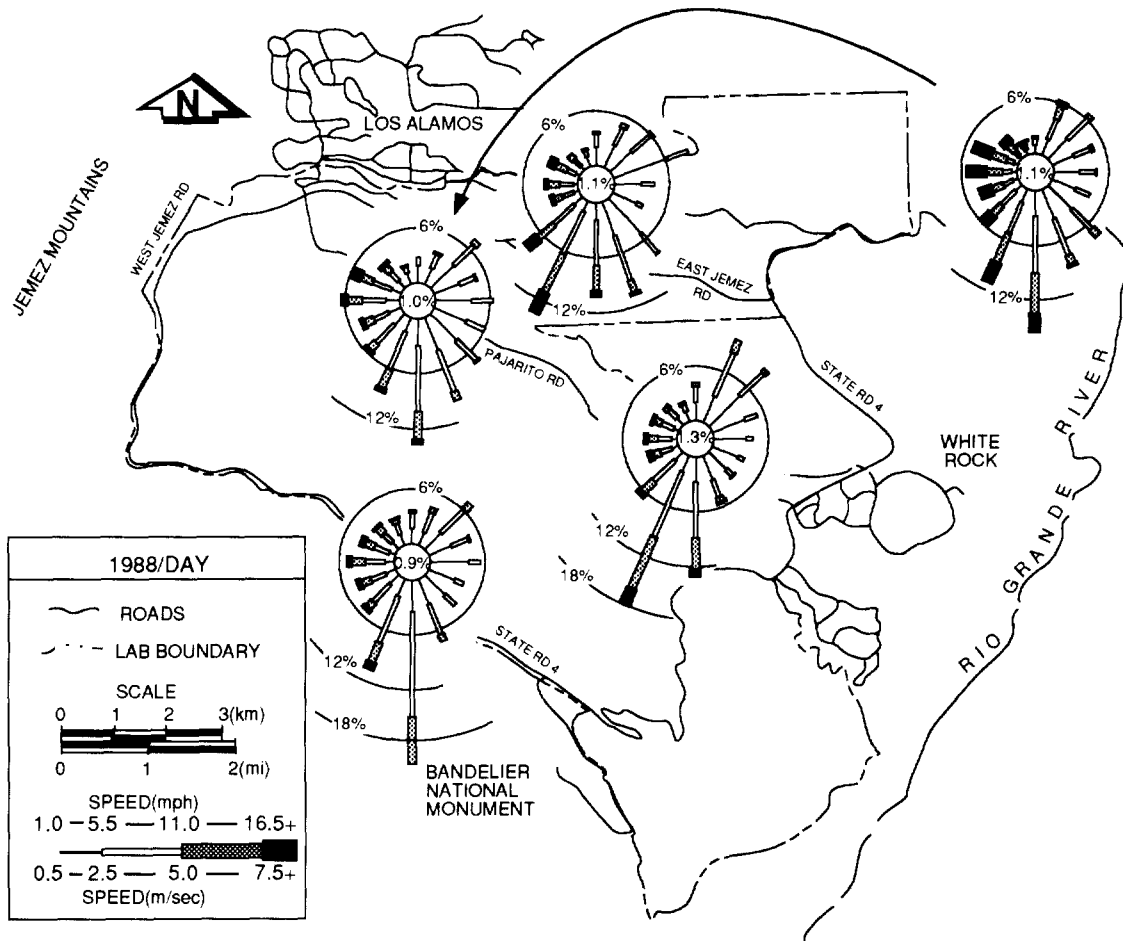 N
LOS ALAMOS
JEMEZ MOUNTAINS
WEST JEMEZ RD
6%
1.1%
12%
6%
1.1%
12%
6%
1.0%
12%
EAST JEMEZ
RD
PAJARITO RD
STATE RD 4
6%
1.3%
12%
18%
WHITE
ROCK
RIO GRANDE RIVER
6%
0.9%
12%
18%
STATE RD 4
BANDELIER
NATIONAL
MONUMENT
1988/DAY
ROADS
LAB BOUNDARY
SCALE
0 1 2 3(km)
0 1 2(mi)
SPEED(mph)
1.0 – 5.5 — 11.0 — 16.5+
0.5 – 2.5 — 5.0 — 7.5+
SPEED(m/sec)